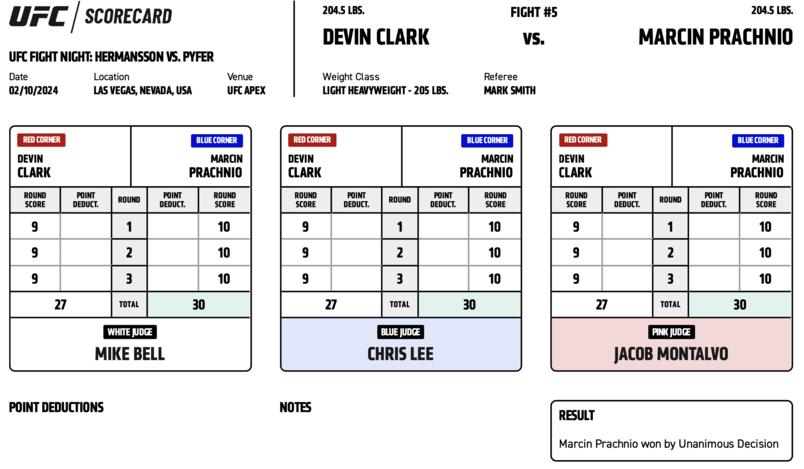 UFC / SCORECARD
UFC FIGHT NIGHT: HERMANSSON VS. PYFER
Date Location Venue
02/10/2024 LAS VEGAS, NEVADA, USA UFC APEX
204.5 LBS. FIGHT #5 204.5 LBS.
DEVIN CLARK VS. MARCIN PRACHNIO
Weight Class Referee
LIGHT HEAVYWEIGHT - 205 LBS. MARK SMITH
RED CORNER BLUE CORNER
DEVIN MARCIN
CLARK PRACHNIO
ROUND POINT ROUND POINT ROUND
SCORE DEDUCT. DEDUCT. SCORE
9 1 10
9 2 10
9 3 10
27 TOTAL 30
WHITE JUDGE
MIKE BELL
RED CORNER BLUE CORNER
DEVIN MARCIN
CLARK PRACHNIO
ROUND POINT ROUND POINT ROUND
SCORE DEDUCT. DEDUCT. SCORE
9 1 10
9 2 10
9 3 10
27 TOTAL 30
BLUE JUDGE
CHRIS LEE
RED CORNER BLUE CORNER
DEVIN MARCIN
CLARK PRACHNIO
ROUND POINT ROUND POINT ROUND
SCORE DEDUCT. DEDUCT. SCORE
9 1 10
9 2 10
9 3 10
27 TOTAL 30
PINK JUDGE
JACOB MONTALVO
POINT DEDUCTIONS
NOTES
RESULT
Marcin Prachnio won by Unanimous Decision